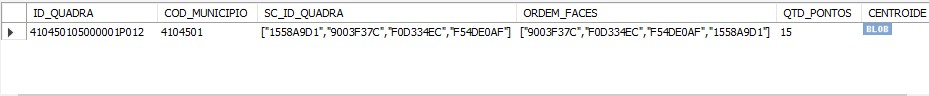 ID_QUADRA COD_MUNICIPIO SC_ID_QUADRA ORDEM_FACES QTD_PONTOS CENTROIDE
410450105000001P012 4104501 ["1558A9D1","9003F37C","F0D334EC","F54DE0AF"] ["9003F37C","F0D334EC","F54DE0AF","1558A9D1"] 15 BLOB